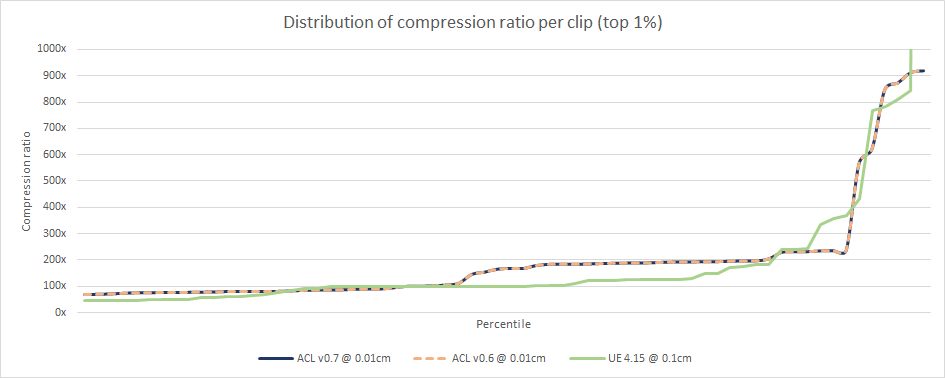 Distribution of compression ratio per clip (top 1%)
Compression ratio
1000x
900x
800x
700x
600x
500x
400x
300x
200x
100x
0x
Percentile
ACL v0.7 @ 0.01cm
ACL v0.6 @ 0.01cm
UE 4.15 @ 0.1cm